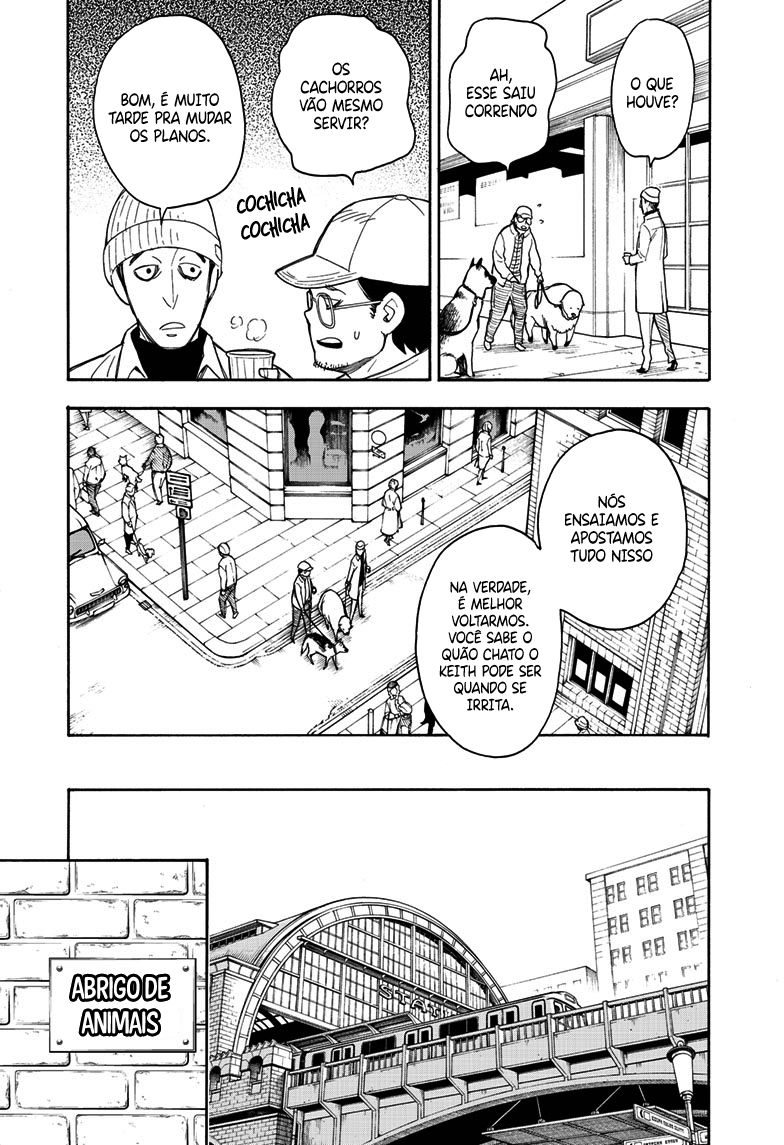 O QUE
HOUVE?
AH,
ESSE SAIU
CORRENDO
OS
CACHORROS
VÃO MESMO
SERVIR?
COCHICHA
COCHICHA
BOM, É MUITO
TARDE PRA MUDAR
OS PLANOS.
NÓS
ENSAIAMOS E
APOSTAMOS
TUDO NISSO
NA VERDADE,
É MELHOR
VOLTARMOS.
VOCÊ SABE O
QUÃO CHATO O
KEITH PODE SER
QUANDO SE
IRRITA.
ABRIGO DE
ANIMAIS